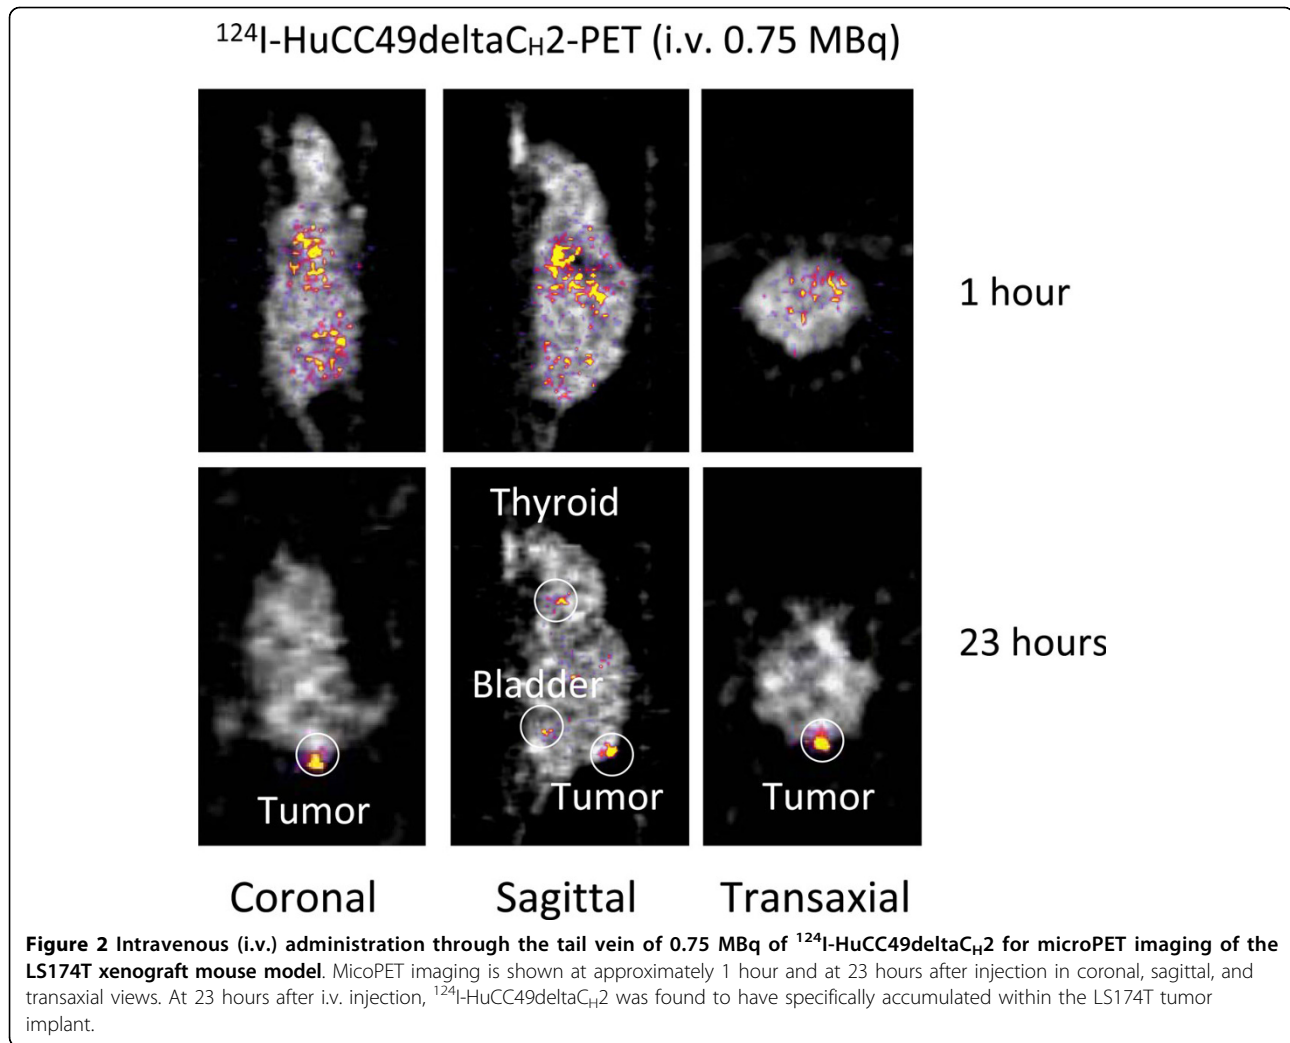 ¹²⁴I-HuCC49deltaC_H2-PET (i.v. 0.75 MBq)
1 hour
Thyroid
Bladder
Tumor
Tumor
Tumor
23 hours
Coronal
Sagittal
Transaxial
Figure 2 Intravenous (i.v.) administration through the tail vein of 0.75 MBq of ¹²⁴I-HuCC49deltaC_H2 for microPET imaging of the
LS174T xenograft mouse model. MicoPET imaging is shown at approximately 1 hour and at 23 hours after injection in coronal, sagittal, and
transaxial views. At 23 hours after i.v. injection, ¹²⁴I-HuCC49deltaC_H2 was found to have specifically accumulated within the LS174T tumor
implant.